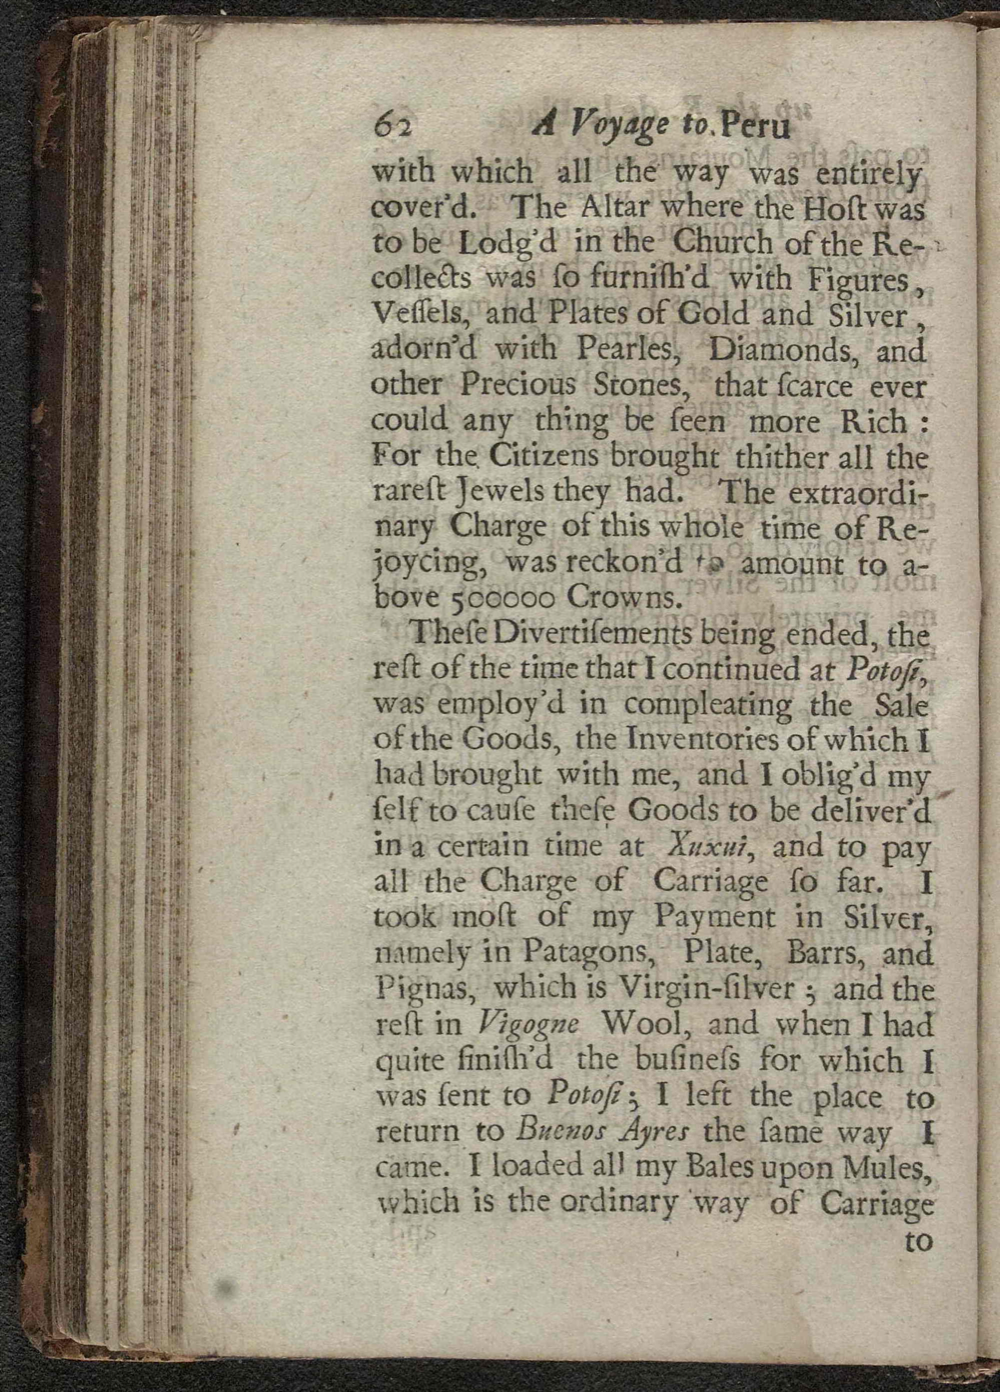 62 A Voyage to Peru
with which all the way was entirely
cover'd. The Altar where the Hoſt was
to be Lodg'd in the Church of the Re-
collects was ſo furniſh'd with Figures,
Veſſels, and Plates of Gold and Silver,
adorn'd with Pearles, Diamonds, and
other Precious Stones, that ſcarce ever
could any thing be ſeen more Rich :
For the Citizens brought thither all the
rareſt Jewels they had. The extraordi-
nary Charge of this whole time of Re-
joycing, was reckon'd to amount to a-
bove 500000 Crowns.
Theſe Divertiſements being ended, the
reſt of the time that I continued at Potoſi,
was employ'd in compleating the Sale
of the Goods, the Inventories of which I
had brought with me, and I oblig'd my
ſelf to cauſe theſe Goods to be deliver'd
in a certain time at Xuxui, and to pay
all the Charge of Carriage ſo far. I
took moſt of my Payment in Silver,
namely in Patagons, Plate, Barrs, and
Pignas, which is Virgin-ſilver ; and the
reſt in Vigogne Wool, and when I had
quite finiſh'd the buſineſs for which I
was ſent to Potoſi ; I left the place to
return to Buenos Ayres the ſame way I
came. I loaded all my Bales upon Mules,
which is the ordinary way of Carriage
to